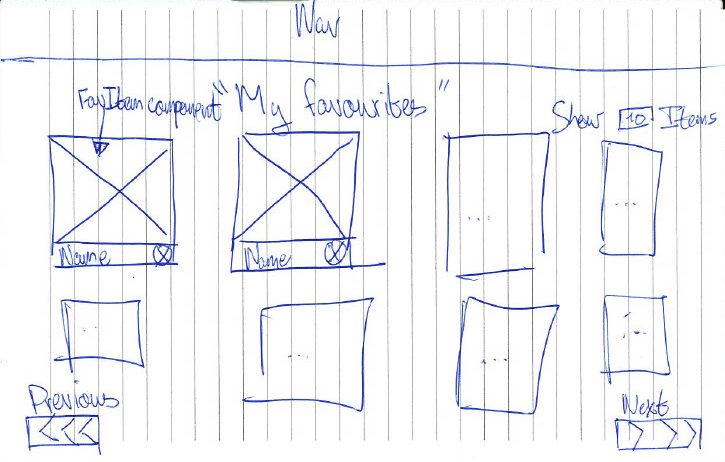 Nav
FavItem component
"My favourites"
Show 10 Items
Name
Name
...
...
...
...
...
...
Previous
<<<
Next
>>>